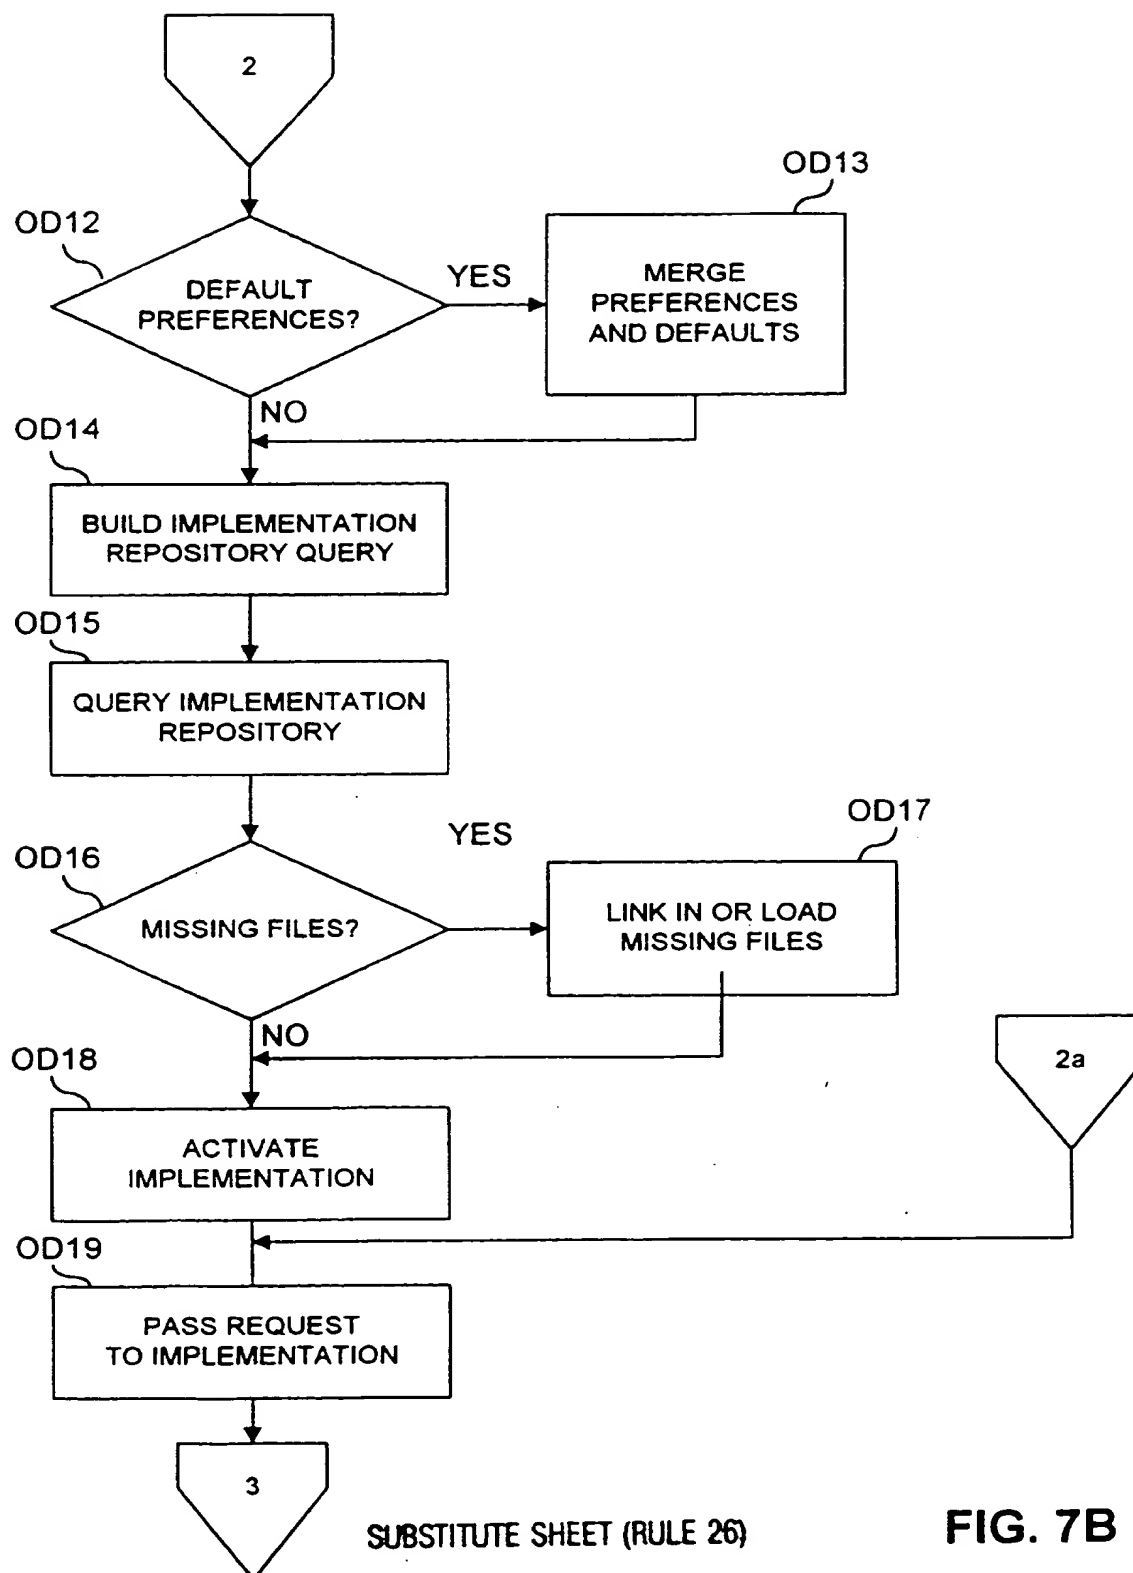 2
OD13
OD12
DEFAULT
PREFERENCES?
YES
MERGE
PREFERENCES
AND DEFAULTS
NO
OD14
BUILD IMPLEMENTATION
REPOSITORY QUERY
OD15
QUERY IMPLEMENTATION
REPOSITORY
OD17
YES
OD16
MISSING FILES?
LINK IN OR LOAD
MISSING FILES
NO
2a
OD18
ACTIVATE
IMPLEMENTATION
OD19
PASS REQUEST
TO IMPLEMENTATION
3
SUBSTITUTE SHEET (RULE 26)
FIG. 7B